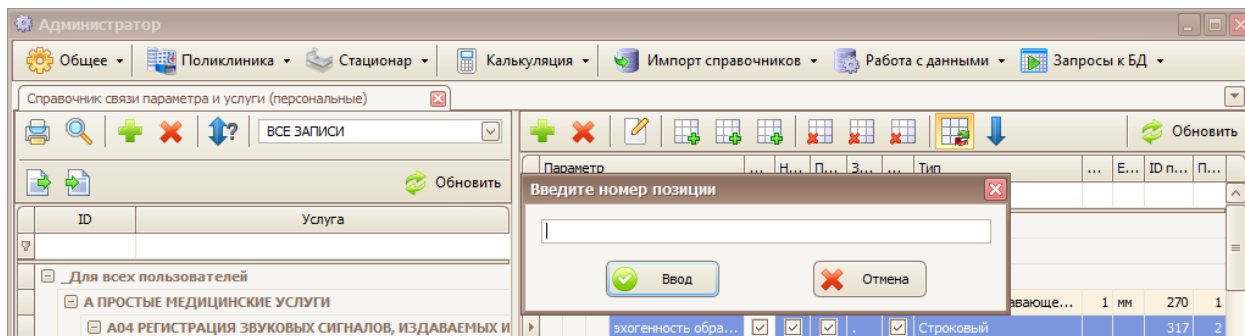 Администратор
Общее Поликлиника Стационар Калькуляция Импорт справочников Работа с данными Запросы к БД
Справочник связи параметра и услуги (персональные)
ВСЕ ЗАПИСИ Обновить
Обновить
Параметр ... Н... П... З... ... Тип ... Е... ID п... П...
Введите номер позиции
ID Услуга
Ввод Отмена
_Для всех пользователей
А ПРОСТЫЕ МЕДИЦИНСКИЕ УСЛУГИ
авающе... 1 мм 270 1
А04 РЕГИСТРАЦИЯ ЗВУКОВЫХ СИГНАЛОВ, ИЗДАВАЕМЫХ И
эхогенность обра... . Строковый 317 2